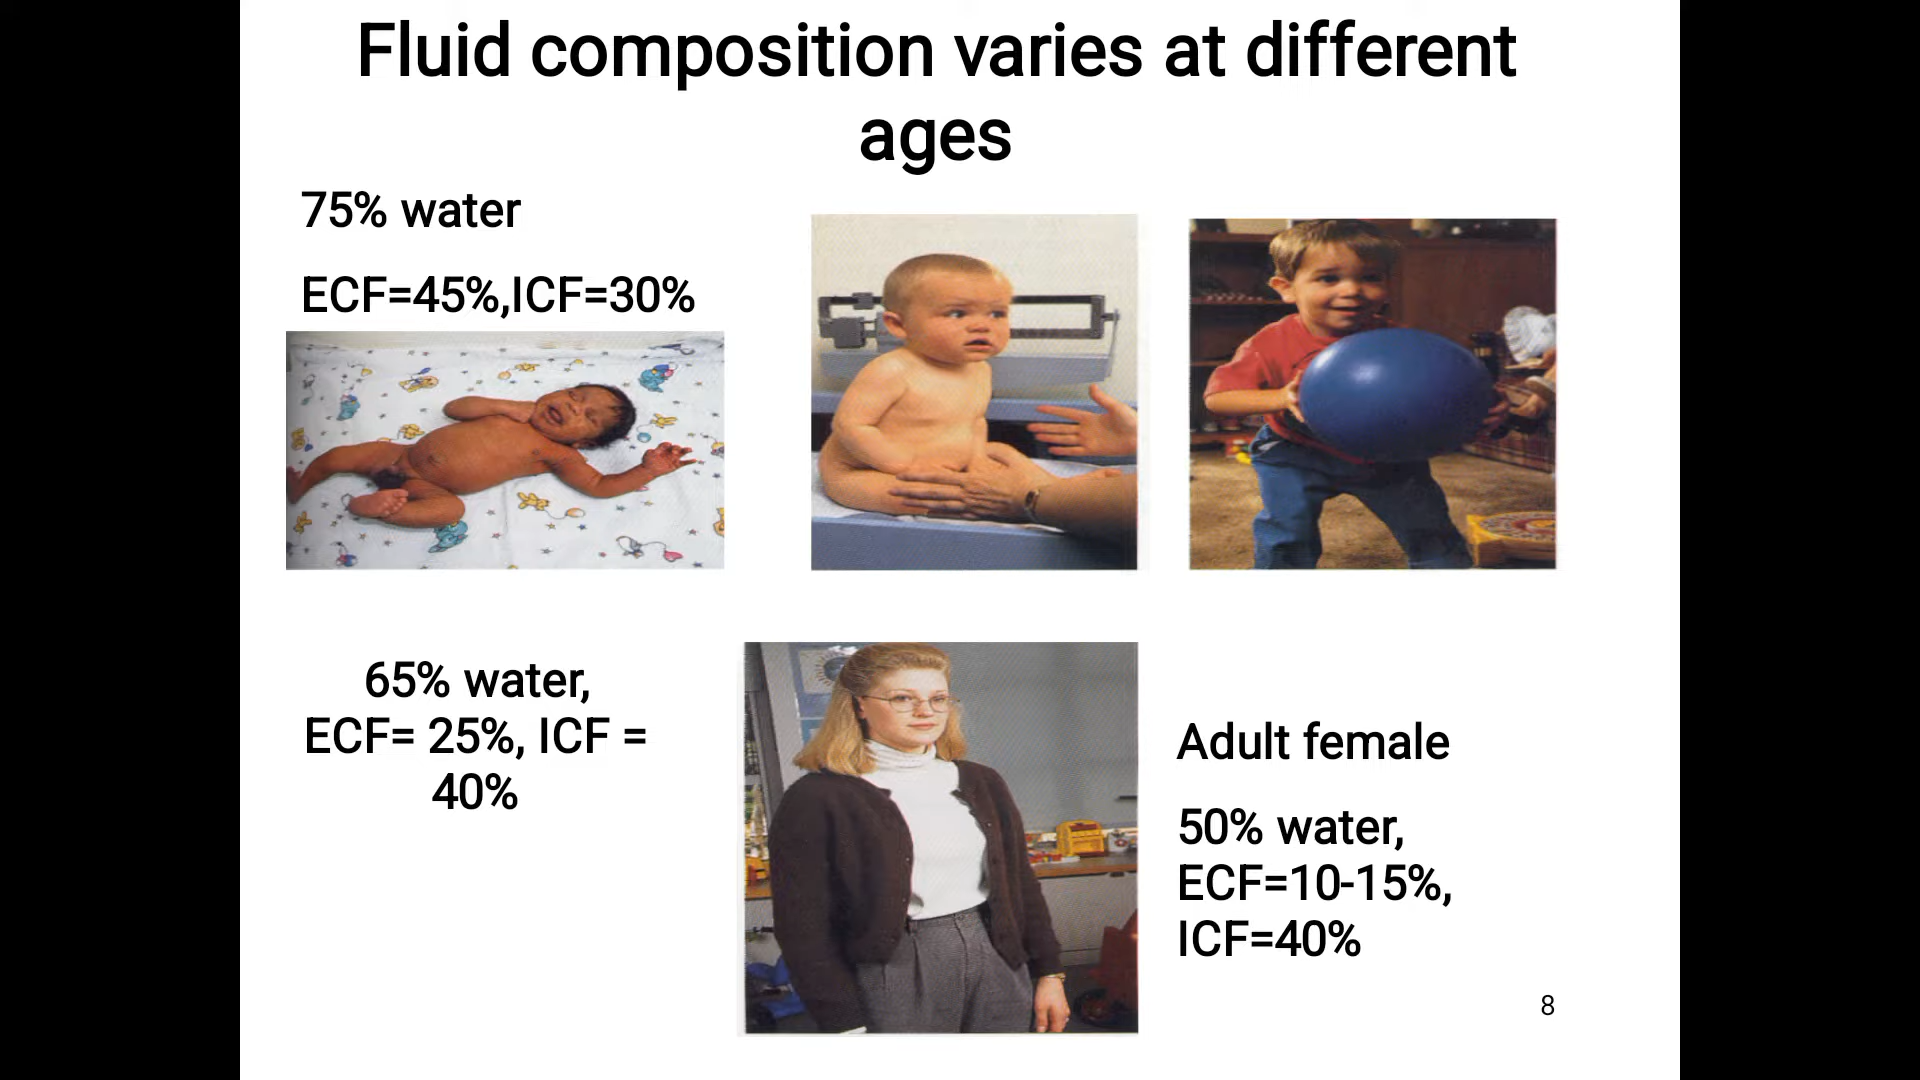 Fluid composition varies at different
ages
75% water
ECF=45%,ICF=30%
65% water,
ECF= 25%, ICF =
40%
Adult female
50% water,
ECF=10-15%,
ICF=40%
8